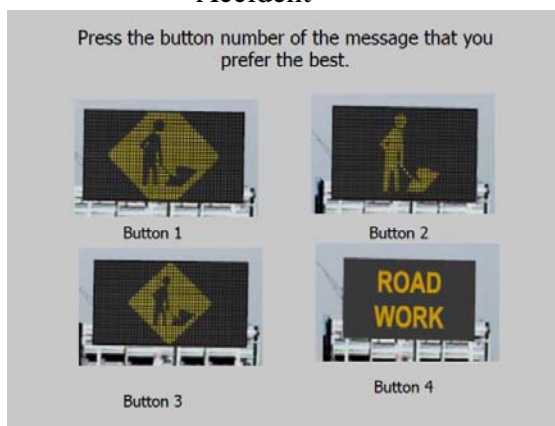 Accident
Press the button number of the message that you
prefer the best.
Button 1
Button 2
ROAD
WORK
Button 3
Button 4